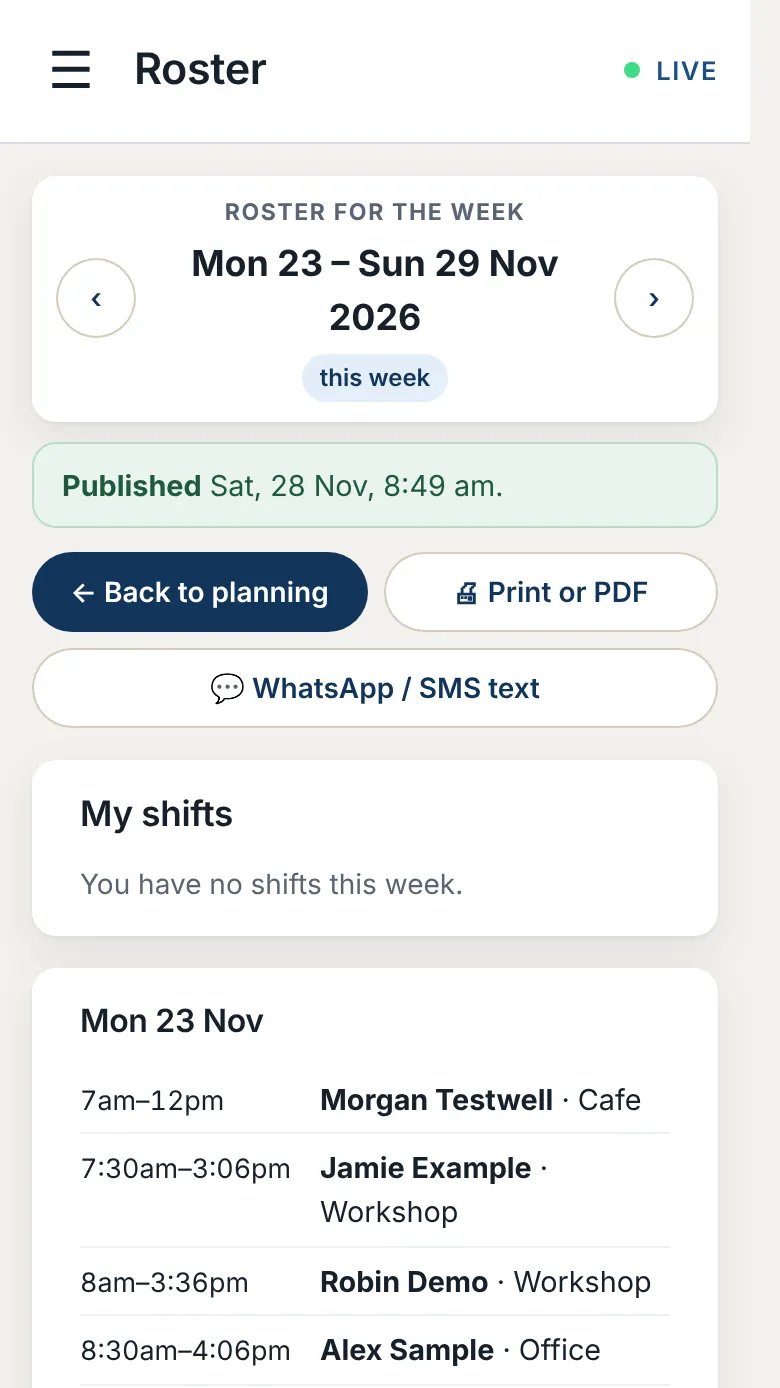 ☰ Roster
LIVE
ROSTER FOR THE WEEK
‹
Mon 23 – Sun 29 Nov
2026
›
this week
Published Sat, 28 Nov, 8:49 am.
← Back to planning
🖨 Print or PDF
💬 WhatsApp / SMS text
My shifts
You have no shifts this week.
Mon 23 Nov
7am–12pm Morgan Testwell · Cafe
7:30am–3:06pm Jamie Example ·
Workshop
8am–3:36pm Robin Demo · Workshop
8:30am–4:06pm Alex Sample · Office